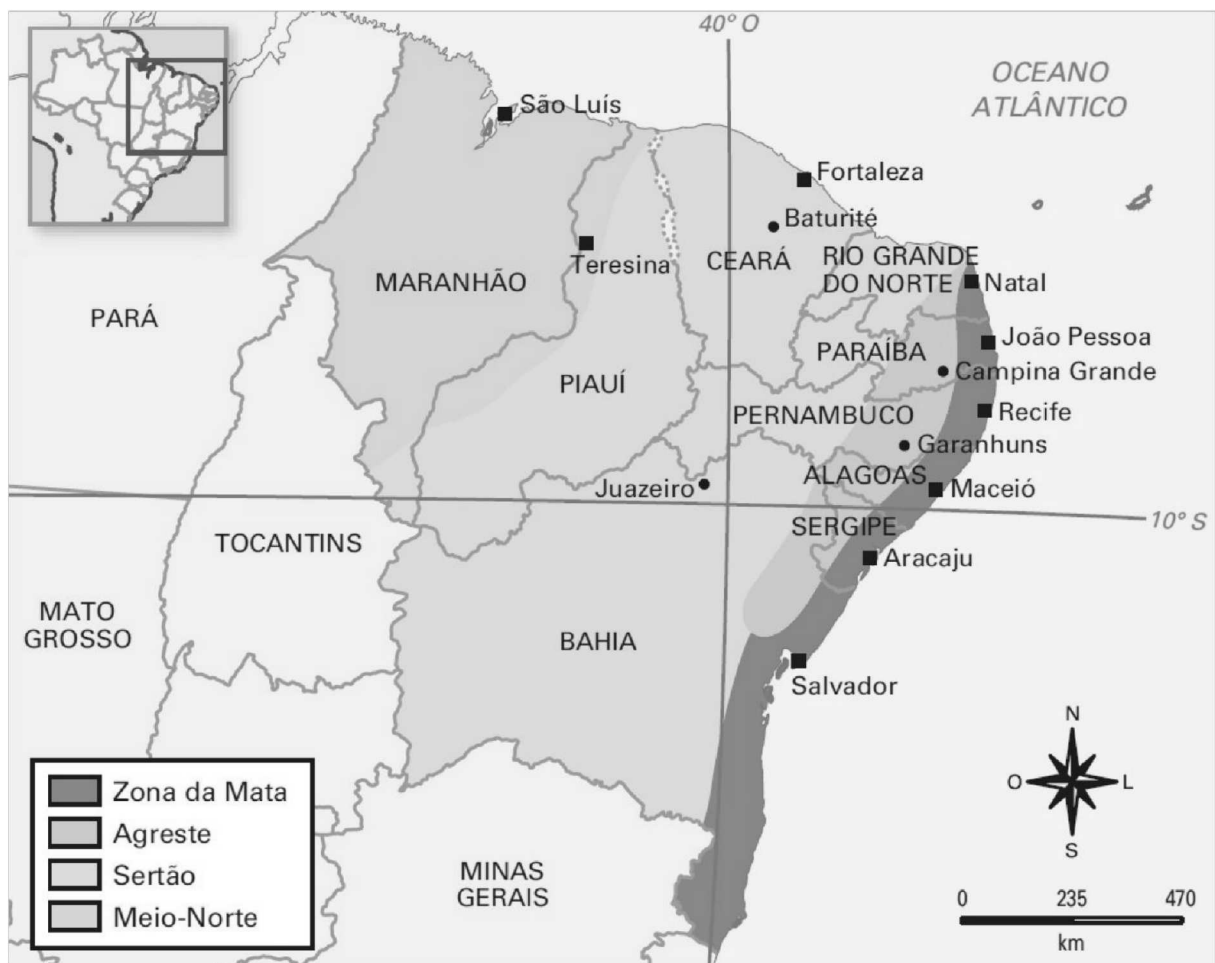 40º O
OCEANO
ATLÂNTICO
São Luís
Fortaleza
Baturité
Teresina
CEARÁ
RIO GRANDE
DO NORTE
Natal
MARANHÃO
PARÁ
João Pessoa
PARAÍBA
Campina Grande
PIAUÍ
PERNAMBUCO
Recife
Garanhuns
ALAGOAS
Juazeiro
Maceió
10º S
SERGIPE
TOCANTINS
Aracaju
MATO
GROSSO
BAHIA
Salvador
N
O
L
S
Zona da Mata
Agreste
Sertão
Meio-Norte
MINAS
GERAIS
0 235 470
km